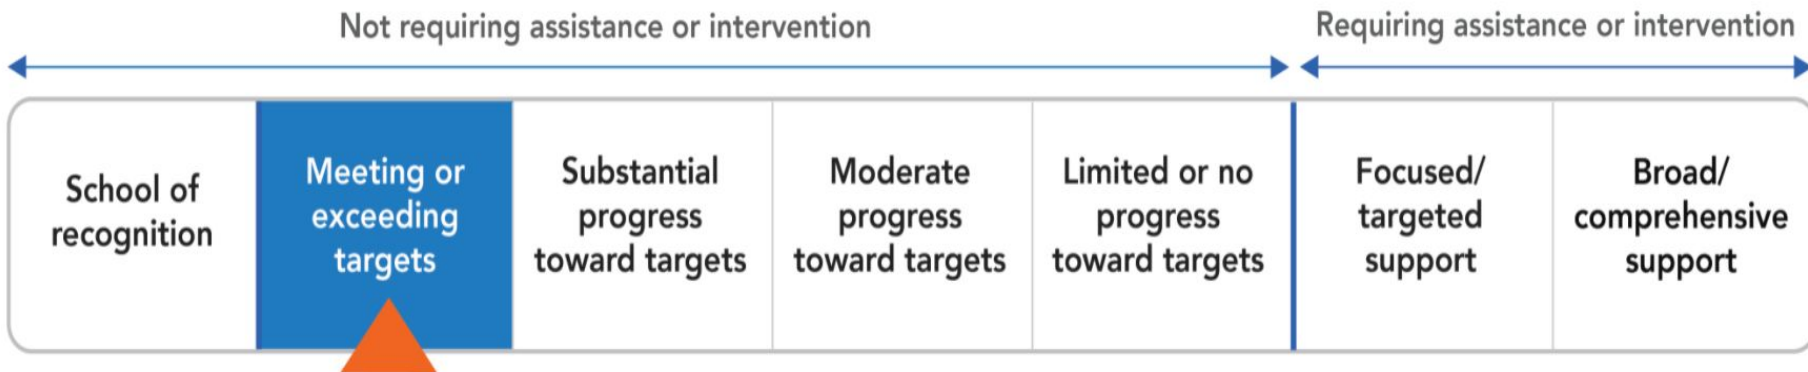 Not requiring assistance or intervention
Requiring assistance or intervention
School of
recognition
Meeting or
exceeding
targets
Substantial
progress
toward targets
Moderate
progress
toward targets
Limited or no
progress
toward targets
Focused/
targeted
support
Broad/
comprehensive
support